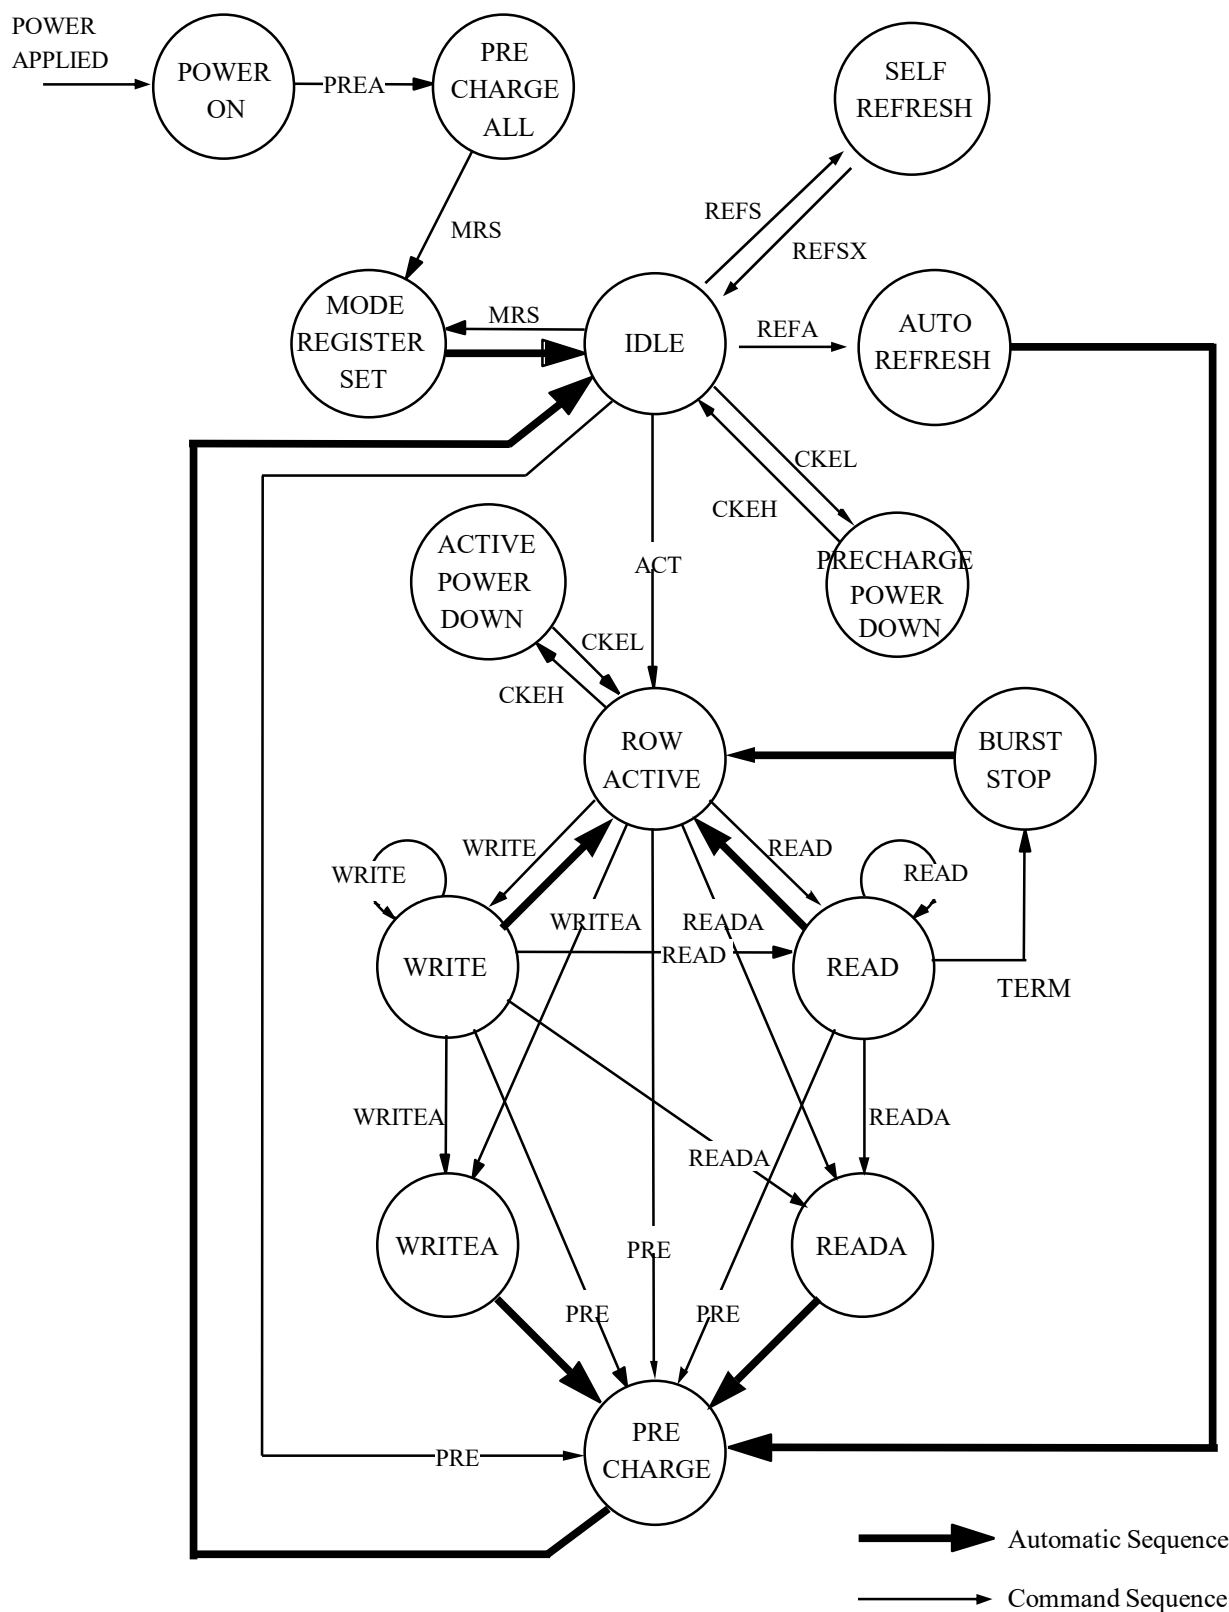 POWER
APPLIED
POWER
ON
PREA
PRE
CHARGE
ALL
SELF
REFRESH
MRS
REFS
REFSX
MODE
REGISTER
SET
MRS
IDLE
REFA
AUTO
REFRESH
CKEL
CKEH
ACTIVE
POWER
DOWN
ACT
PRECHARGE
POWER
DOWN
CKEL
CKEH
ROW
ACTIVE
BURST
STOP
WRITE
WRITE
READ
READ
WRITEA
READA
WRITE
READ
READ
TERM
WRITEA
READA
READA
WRITEA
PRE
READA
PRE
PRE
PRE
CHARGE
PRE
Automatic Sequence
Command Sequence